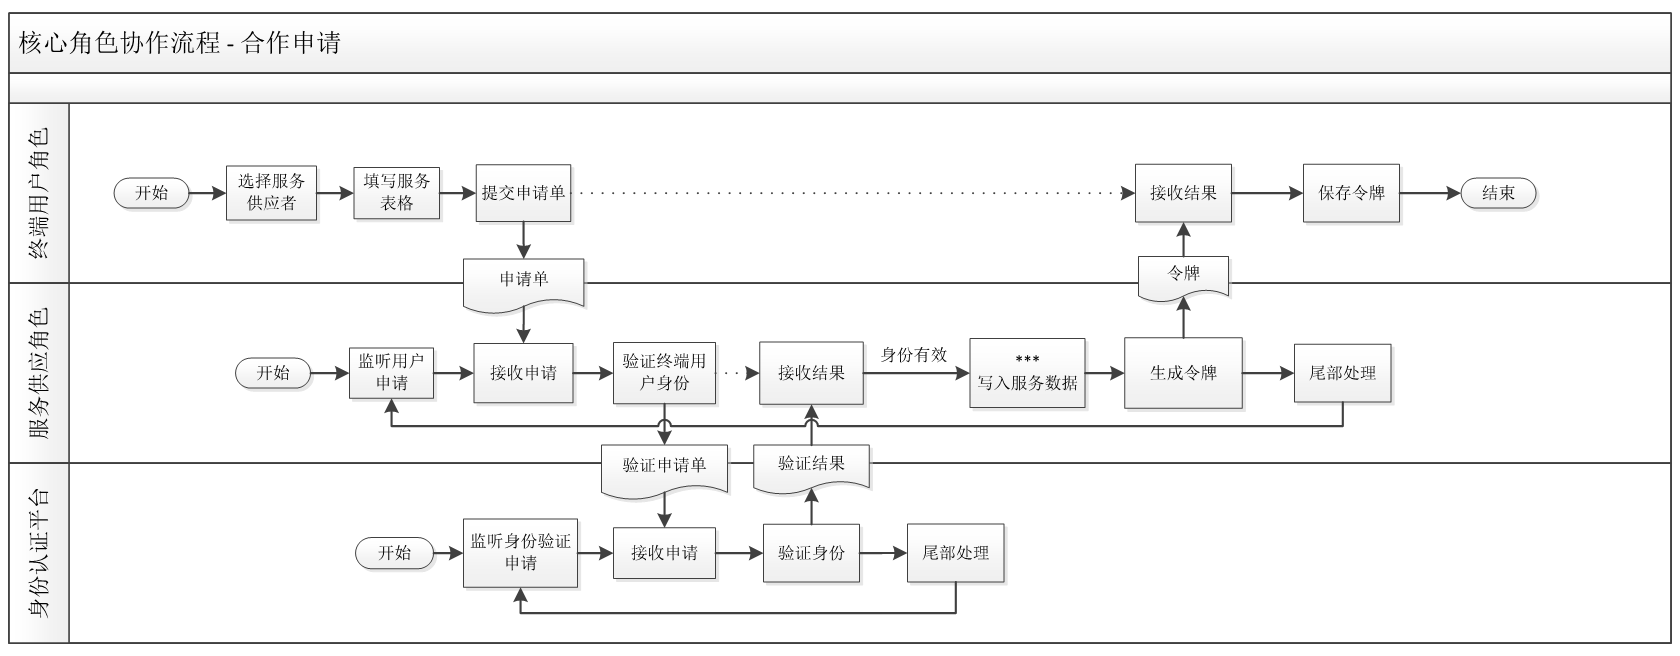 核心角色协作流程 - 合作申请
终端用户角色
开始
选择服务
供应者
填写服务
表格
提交申请单
接收结果
保存令牌
结束
申请单
令牌
服务供应角色
开始
监听用户
申请
接收申请
验证终端用
户身份
接收结果
身份有效
***
写入服务数据
生成令牌
尾部处理
验证申请单
验证结果
身份认证平台
开始
监听身份验证
申请
接收申请
验证身份
尾部处理